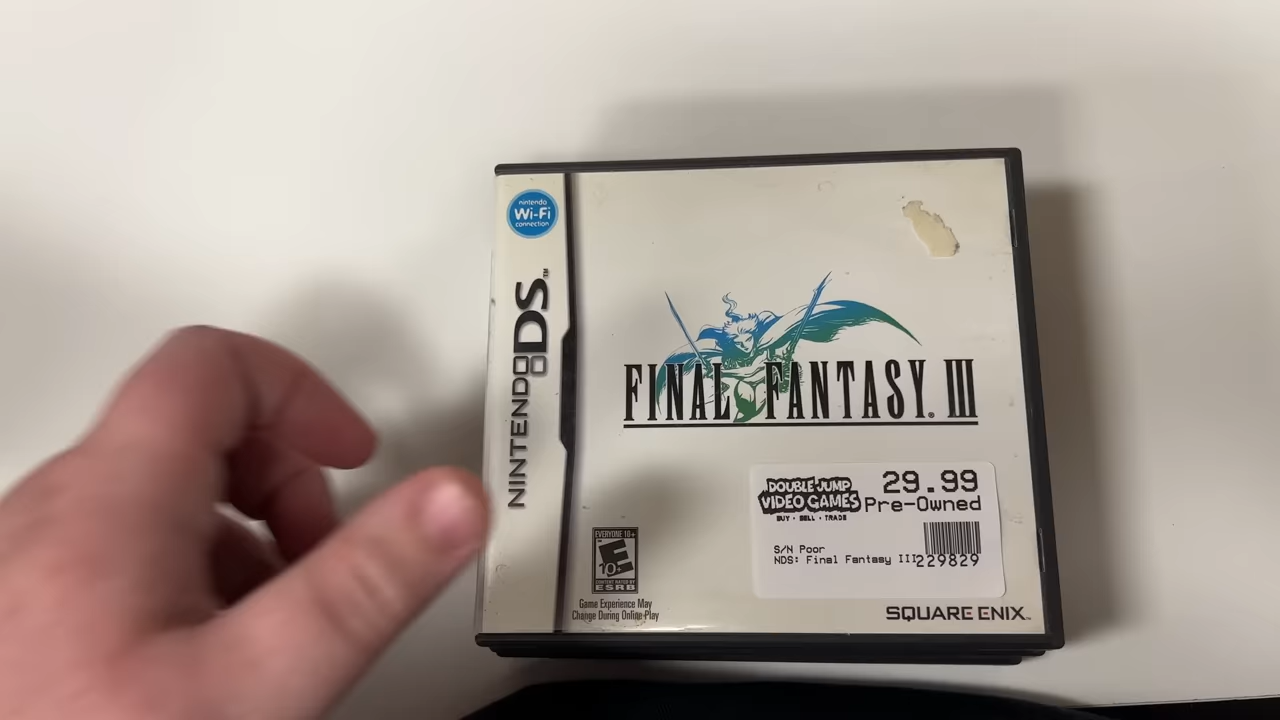 nintendo
Wi-Fi
connection
NINTENDO DS™
FINAL FANTASY® III
DOUBLE JUMP
VIDEO GAMES
BUY • SELL • TRADE
29.99
Pre-Owned
S/N Poor
NDS: Final Fantasy III
229829
EVERYONE 10+
E
10+
CONTENT RATED BY
ESRB
Game Experience May
Change During Online Play
SQUARE ENIX™